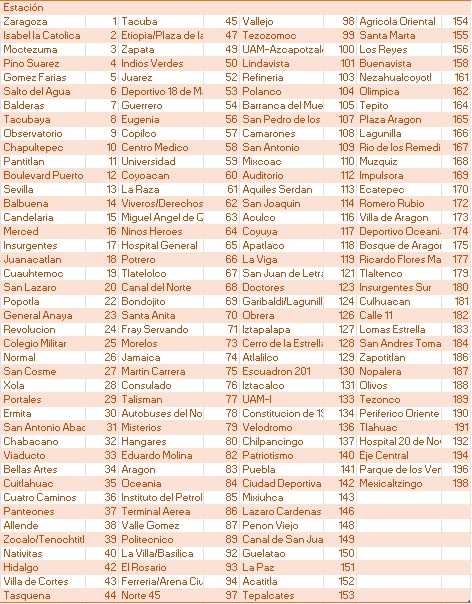 Estación
Zaragoza 1 Tacuba 45 Vallejo 98 Agricola Oriental 154
Isabel la Catolica 2 Etiopia/Plaza de la 47 Tezozomoc 99 Santa Marta 155
Moctezuma 3 Zapata 49 UAM-Azcapotzal 100 Los Reyes 156
Pino Suarez 4 Indios Verdes 50 Lindavista 101 Buenavista 158
Gomez Farias 5 Juarez 52 Refineria 103 Nezahualcoyotl 161
Salto del Agua 6 Deportivo 18 de M 53 Polanco 104 Olimpica 162
Balderas 7 Guerrero 54 Barranca del Mue 105 Tepito 164
Tacubaya 8 Eugenia 56 San Pedro de los 107 Plaza Aragon 165
Observatorio 9 Copilco 57 Camarones 108 Lagunilla 166
Chapultepec 10 Centro Medico 58 San Antonio 109 Rio de los Remedi 167
Pantitlan 11 Universidad 59 Mixcoac 110 Muzquiz 168
Boulevard Puerto 12 Coyoacan 60 Auditorio 112 Impulsora 169
Sevilla 13 La Raza 61 Aquiles Serdan 113 Ecatepec 170
Balbuena 14 Viveros/Derechos 62 San Joaquin 114 Romero Rubio 172
Candelaria 15 Miguel Angel de Q 63 Aculco 116 Villa de Aragon 173
Merced 16 Ninos Heroes 64 Coyuya 117 Deportivo Oceani 174
Insurgentes 17 Hospital General 65 Apatlaco 118 Bosque de Aragon 175
Juanacatlan 18 Potrero 66 La Viga 119 Ricardo Flores Ma 177
Cuauhtemoc 19 Tlatelolco 67 San Juan de Letra 121 Tlaltenco 179
San Lazaro 20 Canal del Norte 68 Doctores 123 Insurgentes Sur 180
Popotla 22 Bondojito 69 Garibaldi/Lagunill 124 Culhuacan 181
General Anaya 23 Santa Anita 70 Obrera 126 Calle 11 182
Revolucion 24 Fray Servando 71 Iztapalapa 127 Lomas Estrella 183
Colegio Militar 25 Morelos 73 Cerro de la Estrella 128 San Andres Toma 184
Normal 26 Jamaica 74 Atlalilco 129 Zapotitlan 186
San Cosme 27 Martin Carrera 75 Escuadron 201 130 Nopalera 187
Xola 28 Consulado 76 Iztacalco 131 Olivos 188
Portales 29 Talisman 77 UAM-I 133 Tezonco 189
Ermita 30 Autobuses del No 78 Constitucion de 19 134 Periferico Oriente 190
San Antonio Abac 31 Misterios 79 Velodromo 136 Tlahuac 191
Chabacano 32 Hangares 80 Chilpancingo 137 Hospital 20 de Nov 192
Viaducto 33 Eduardo Molina 82 Patriotismo 140 Eje Central 194
Bellas Artes 34 Aragon 83 Puebla 141 Parque de los Ven 196
Cuitlahuac 35 Oceania 84 Ciudad Deportiva 142 Mexicaltzingo 198
Cuatro Caminos 36 Instituto del Petrol 85 Mixiuhca 143
Panteones 37 Terminal Aerea 86 Lazaro Cardenas 146
Allende 38 Valle Gomez 87 Penon Viejo 148
Zocalo/Tenochtitl 39 Politecnico 89 Canal de San Jua 149
Nativitas 40 La Villa/Basilica 92 Guelatao 150
Hidalgo 42 El Rosario 93 La Paz 151
Villa de Cortes 43 Ferreria/Arena Ciu 94 Acatitla 152
Tasquena 44 Norte 45 97 Tepalcates 153